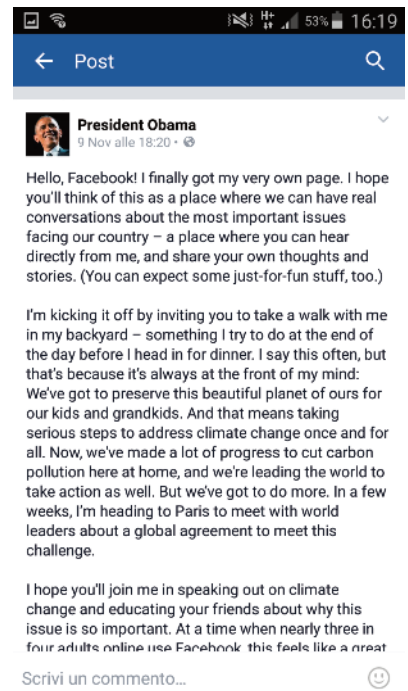 H+ 53% 16:19
Post
President Obama
9 Nov alle 18:20 •
Hello, Facebook! I finally got my very own page. I hope
you'll think of this as a place where we can have real
conversations about the most important issues
facing our country – a place where you can hear
directly from me, and share your own thoughts and
stories. (You can expect some just-for-fun stuff, too.)
I'm kicking it off by inviting you to take a walk with me
in my backyard – something I try to do at the end of
the day before I head in for dinner. I say this often, but
that's because it's always at the front of my mind:
We've got to preserve this beautiful planet of ours for
our kids and grandkids. And that means taking
serious steps to address climate change once and for
all. Now, we've made a lot of progress to cut carbon
pollution here at home, and we're leading the world to
take action as well. But we've got to do more. In a few
weeks, I'm heading to Paris to meet with world
leaders about a global agreement to meet this
challenge.
I hope you'll join me in speaking out on climate
change and educating your friends about why this
issue is so important. At a time when nearly three in
four adults online use Facebook, this feels like a great
Scrivi un commento...